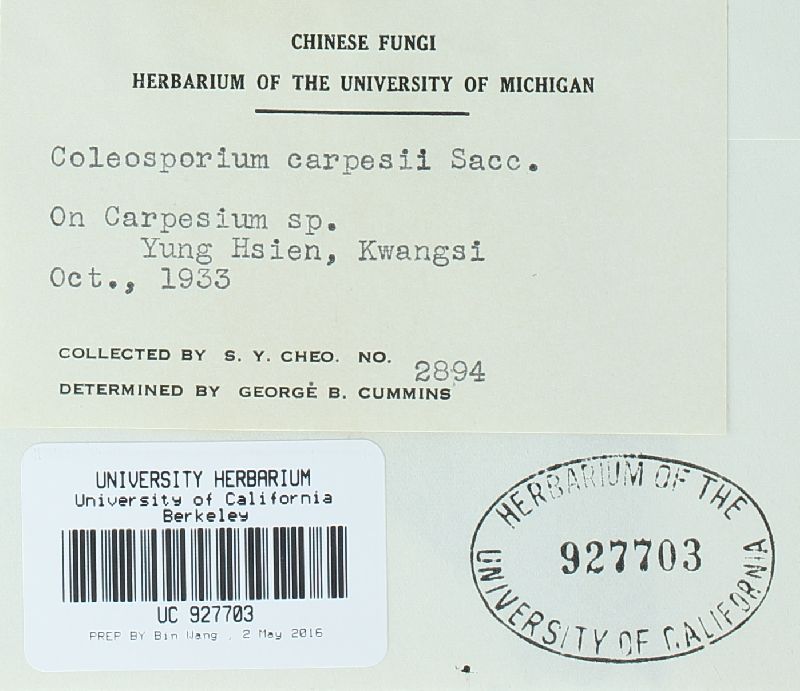 CHINESE FUNGI
HERBARIUM OF THE UNIVERSITY OF MICHIGAN
Coleosporium carpesii Sacc.
On Carpesium sp.
Yung Hsien, Kwangsi
Oct., 1933
COLLECTED BY S. Y. CHEO. NO. 2894
DETERMINED BY GEORGE B. CUMMINS
UNIVERSITY HERBARIUM
University of California
Berkeley
UC 927703
PREP BY Bin Wang , 2 May 2016
HERBARIUM OF THE
927703
UNIVERSITY OF CALIFORNIA